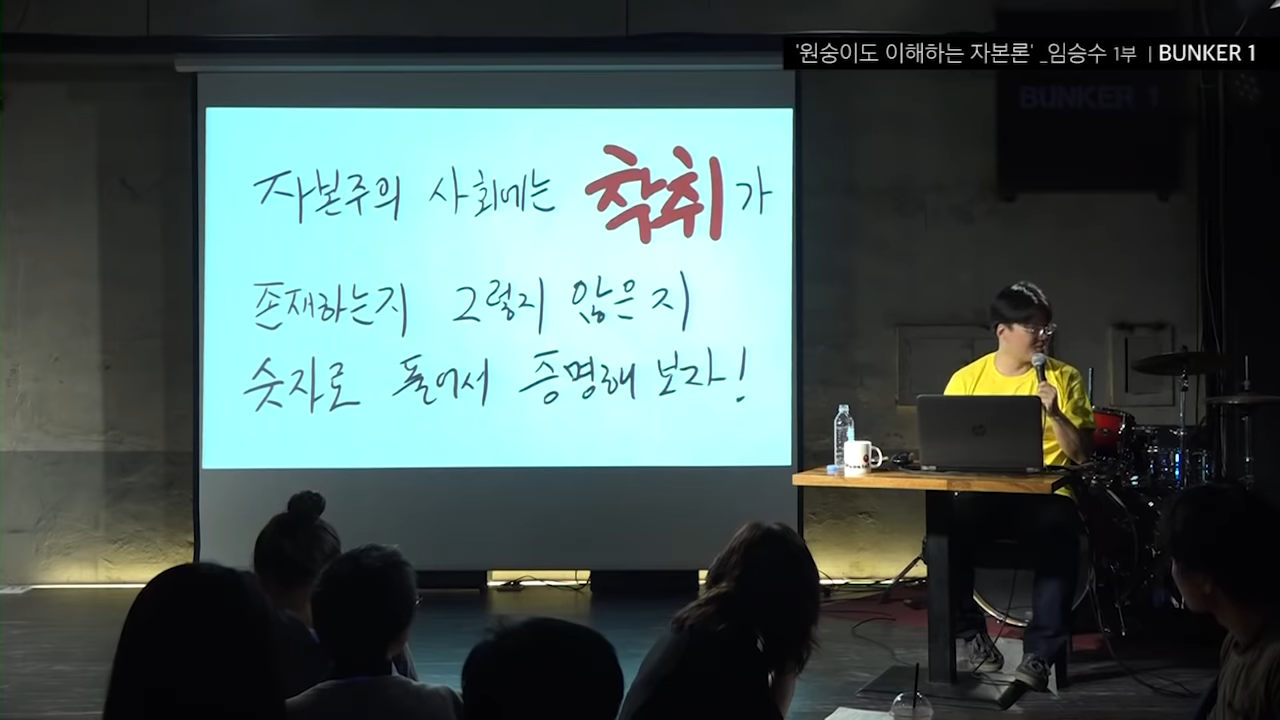 '원숭이도 이해하는 자본론' _임승수 1부 | BUNKER 1
BUNKER 1
자본주의 사회에는 착취가
존재하는지 그렇지 않은지
숫자로 풀어서 증명해 보자!
hp